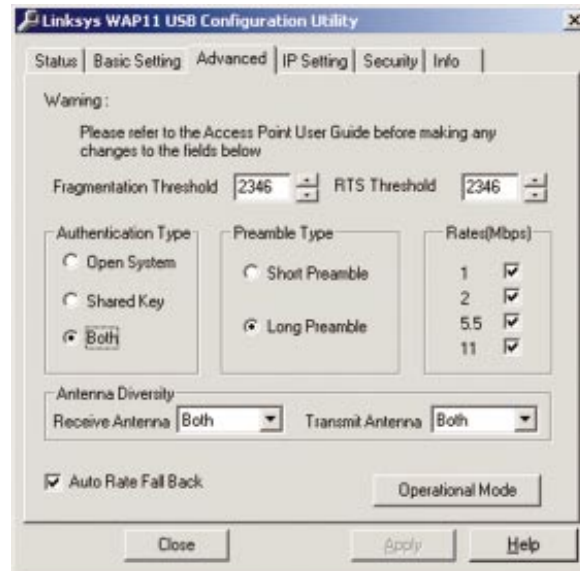 Linksys WAP11 USB Configuration Utility
Status Basic Setting Advanced IP Setting Security Info
Warning :
Please refer to the Access Point User Guide before making any
changes to the fields below
Fragmentation Threshold 2346 RTS Threshold 2346
Authentication Type
Open System
Shared Key
Both
Preamble Type
Short Preamble
Long Preamble
Rates(Mbps)
1
2
5.5
11
Antenna Diversity
Receive Antenna Both Transmit Antenna Both
Auto Rate Fall Back
Operational Mode
Close Apply Help